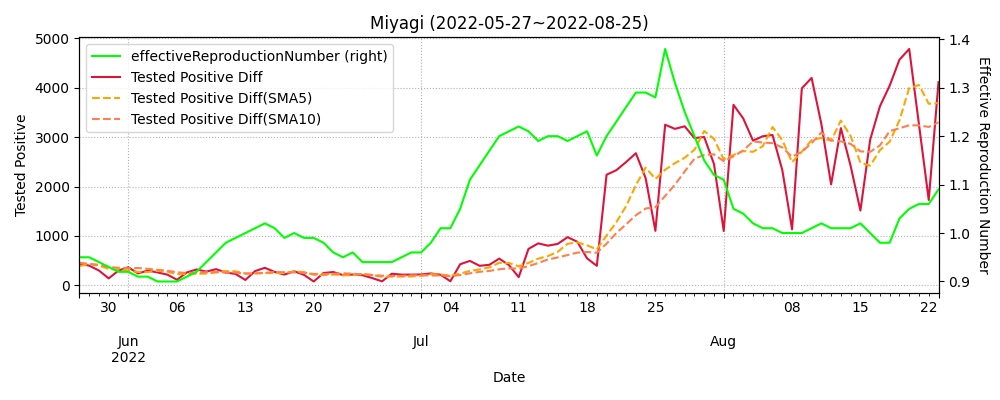 Miyagi (2022-05-27~2022-08-25)
effectiveReproductionNumber (right)
Tested Positive Diff
Tested Positive Diff(SMA5)
Tested Positive Diff(SMA10)
Tested Positive
5000
4000
3000
2000
1000
0
1.4
1.3
1.2
1.1
1.0
0.9
Effective Reproduction Number
30 06 13 20 27 04 11 18 25 08 15 22
Jun Jul Aug
2022
Date